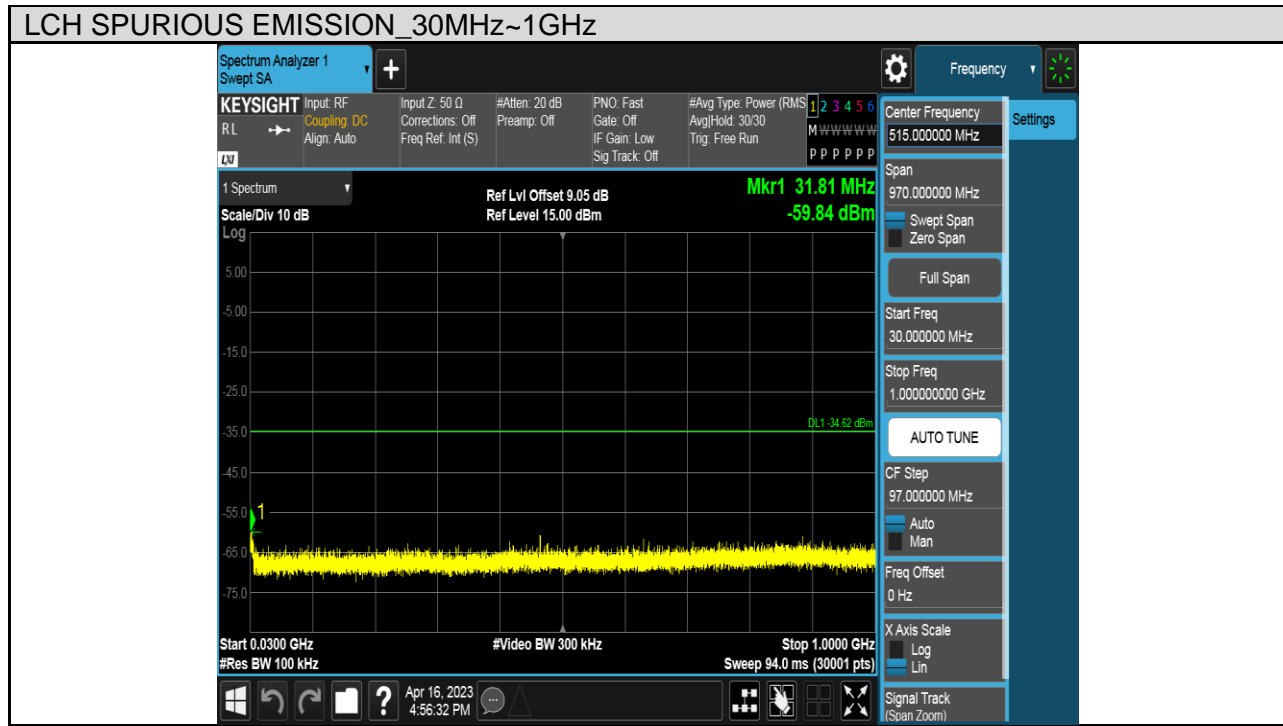 LCH SPURIOUS EMISSION_30MHz~1GHz
Spectrum Analyzer 1
Swept SA
+
Frequency
KEYSIGHT
RL
LXI
Input: RF
Coupling: DC
Align: Auto
Input Z: 50 Ω
Corrections: Off
Freq Ref: Int (S)
#Atten: 20 dB
Preamp: Off
PNO: Fast
Gate: Off
IF Gain: Low
Sig Track: Off
#Avg Type: Power (RMS
Avg|Hold: 30/30
Trig: Free Run
1 2 3 4 5 6
M W W W W W
P P P P P P
1 Spectrum
Scale/Div 10 dB
Ref Lvl Offset 9.05 dB
Ref Level 15.00 dBm
Mkr1 31.81 MHz
-59.84 dBm
Log
5.00
-5.00
-15.0
-25.0
-35.0
-45.0
-55.0
-65.0
-75.0
DL1 -34.62 dBm
1
Start 0.0300 GHz
#Res BW 100 kHz
#Video BW 300 kHz
Stop 1.0000 GHz
Sweep 94.0 ms (30001 pts)
?
Apr 16, 2023
4:56:32 PM
Center Frequency
515.000000 MHz
Span
970.000000 MHz
Swept Span
Zero Span
Full Span
Start Freq
30.000000 MHz
Stop Freq
1.000000000 GHz
AUTO TUNE
CF Step
97.000000 MHz
Auto
Man
Freq Offset
0 Hz
X Axis Scale
Log
Lin
Signal Track
(Span Zoom)
Settings